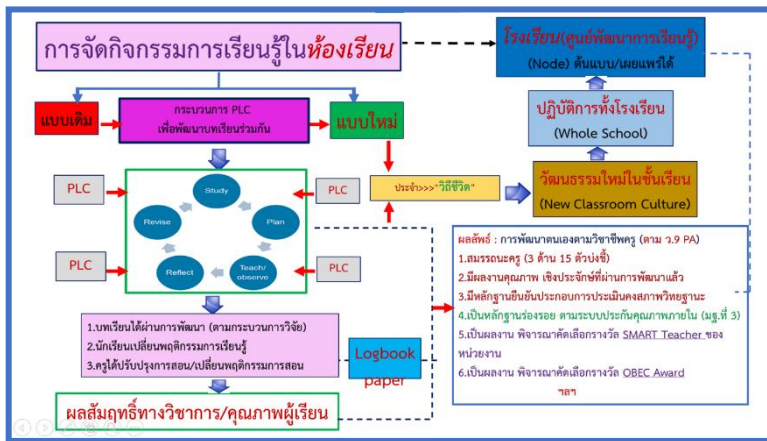 การจัดกิจกรรมการเรียนรู้ในห้องเรียน
โรงเรียน(ศูนย์พัฒนาการเรียนรู้)
(Node) ต้นแบบ/เผยแพร่ได้
แบบเดิม
กระบวนการ PLC
เพื่อพัฒนาบทเรียนร่วมกัน
แบบใหม่
ปฏิบัติการทั้งโรงเรียน
(Whole School)
PLC
Study
PLC
ประจำ>>>"วิถีชีวิต"
วัฒนธรรมใหม่ในชั้นเรียน
(New Classroom Culture)
Revise
Plan
PLC
Reflect
Teach/
observe
PLC
ผลลัพธ์ : การพัฒนาตนเองตามวิชาชีพครู (ตาม ว.9 PA)
1.สมรรถนะครู (3 ด้าน 15 ตัวบ่งชี้)
2.มีผลงานคุณภาพ เชิงประจักษ์ที่ผ่านการพัฒนาแล้ว
3.มีหลักฐานยืนยันประกอบการประเมินคงสภาพวิทยฐานะ
4.เป็นหลักฐานร่องรอย ตามระบบประกันคุณภาพภายใน (มฐ.ที่ 3)
5.เป็นผลงาน พิจารณาคัดเลือกรางวัล SMART Teacher ของ
หน่วยงาน
6.เป็นผลงาน พิจารณาคัดเลือกรางวัล OBEC Award
ฯลฯ
1.บทเรียนได้ผ่านการพัฒนา (ตามกระบวนการวิจัย)
2.นักเรียนเปลี่ยนพฤติกรรมการเรียนรู้
3.ครูได้ปรับปรุงการสอน/เปลี่ยนพฤติกรรมการสอน
Logbook
paper
ผลสัมฤทธิ์ทางวิชาการ/คุณภาพผู้เรียน